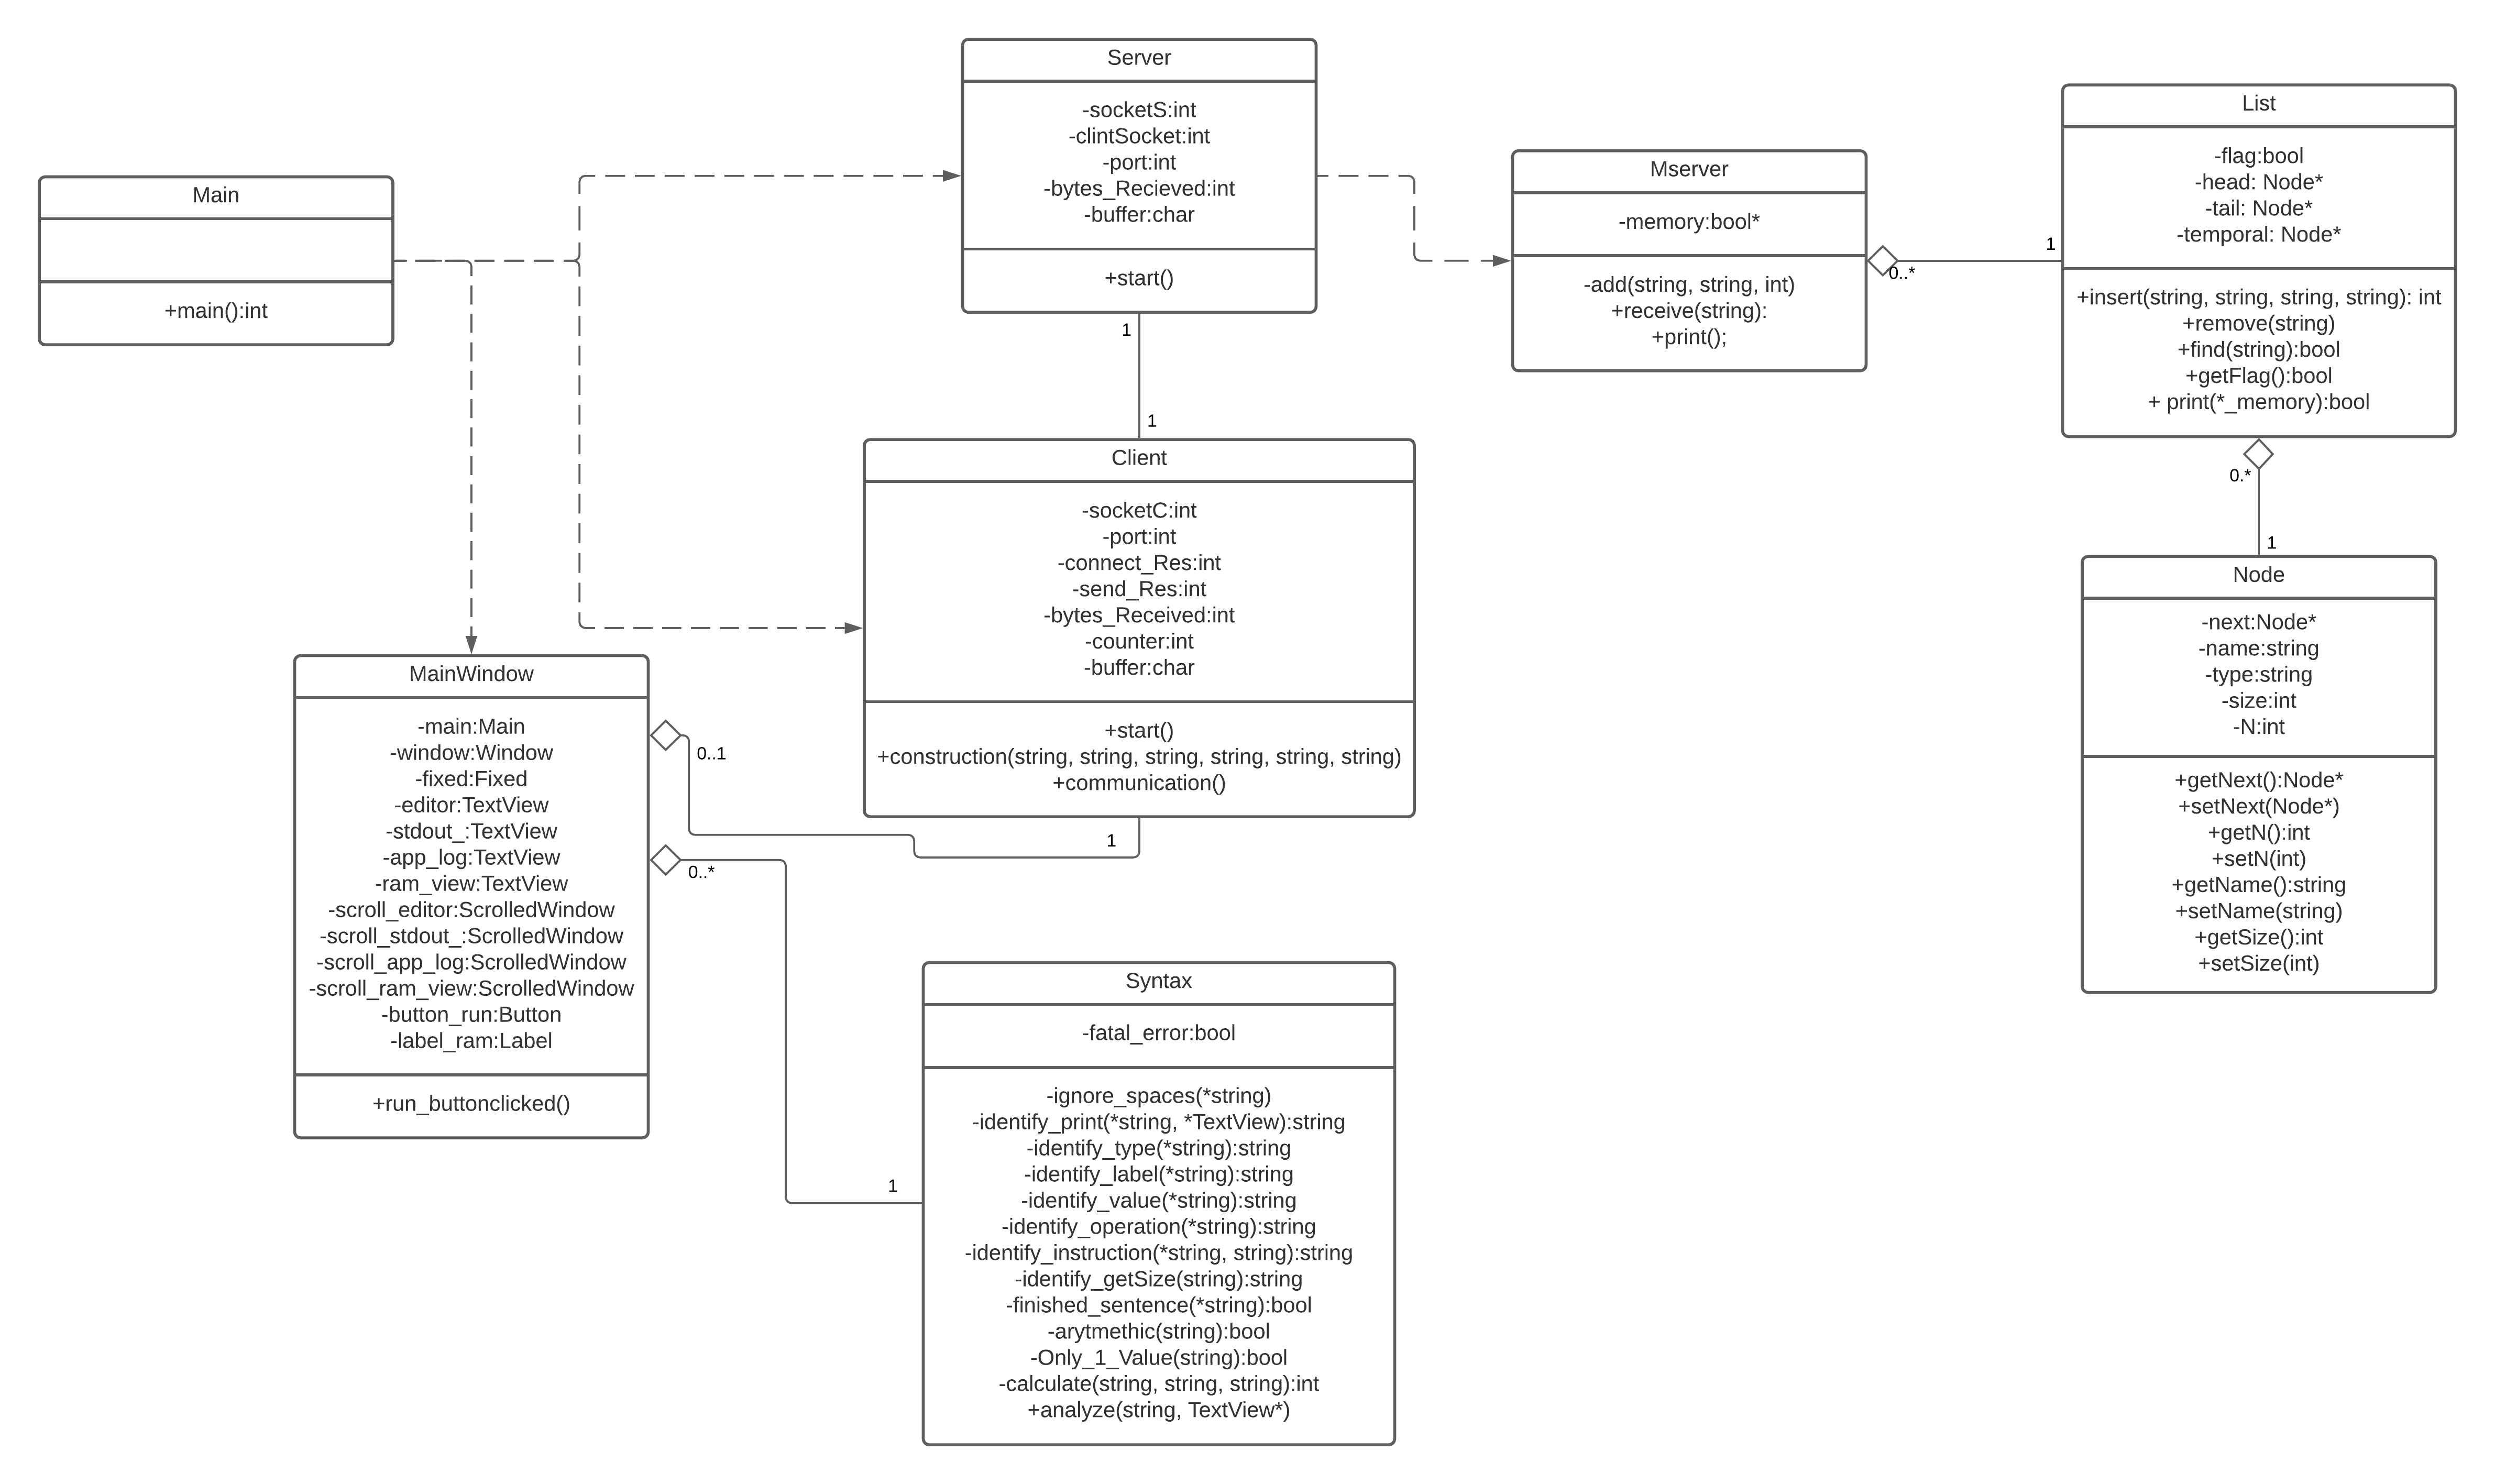 Main
+main():int
Server
-socketS:int
-clintSocket:int
-port:int
-bytes_Recieved:int
-buffer:char
+start()
1
1
Mserver
-memory:bool*
-add(string, string, int)
+receive(string):
+print();
0..*
1
List
-flag:bool
-head: Node*
-tail: Node*
-temporal: Node*
+insert(string, string, string, string): int
+remove(string)
+find(string):bool
+getFlag():bool
+ print(*_memory):bool
0.*
1
Node
-next:Node*
-name:string
-type:string
-size:int
-N:int
+getNext():Node*
+setNext(Node*)
+getN():int
+setN(int)
+getName():string
+setName(string)
+getSize():int
+setSize(int)
Client
-socketC:int
-port:int
-connect_Res:int
-send_Res:int
-bytes_Received:int
-counter:int
-buffer:char
+start()
+construction(string, string, string, string, string, string)
+communication()
MainWindow
-main:Main
-window:Window
-fixed:Fixed
-editor:TextView
-stdout_:TextView
-app_log:TextView
-ram_view:TextView
-scroll_editor:ScrolledWindow
-scroll_stdout_:ScrolledWindow
-scroll_app_log:ScrolledWindow
-scroll_ram_view:ScrolledWindow
-button_run:Button
-label_ram:Label
+run_buttonclicked()
0..1
1
0..*
1
Syntax
-fatal_error:bool
-ignore_spaces(*string)
-identify_print(*string, *TextView):string
-identify_type(*string):string
-identify_label(*string):string
-identify_value(*string):string
-identify_operation(*string):string
-identify_instruction(*string, string):string
-identify_getSize(string):string
-finished_sentence(*string):bool
-arytmethic(string):bool
-Only_1_Value(string):bool
-calculate(string, string, string):int
+analyze(string, TextView*)